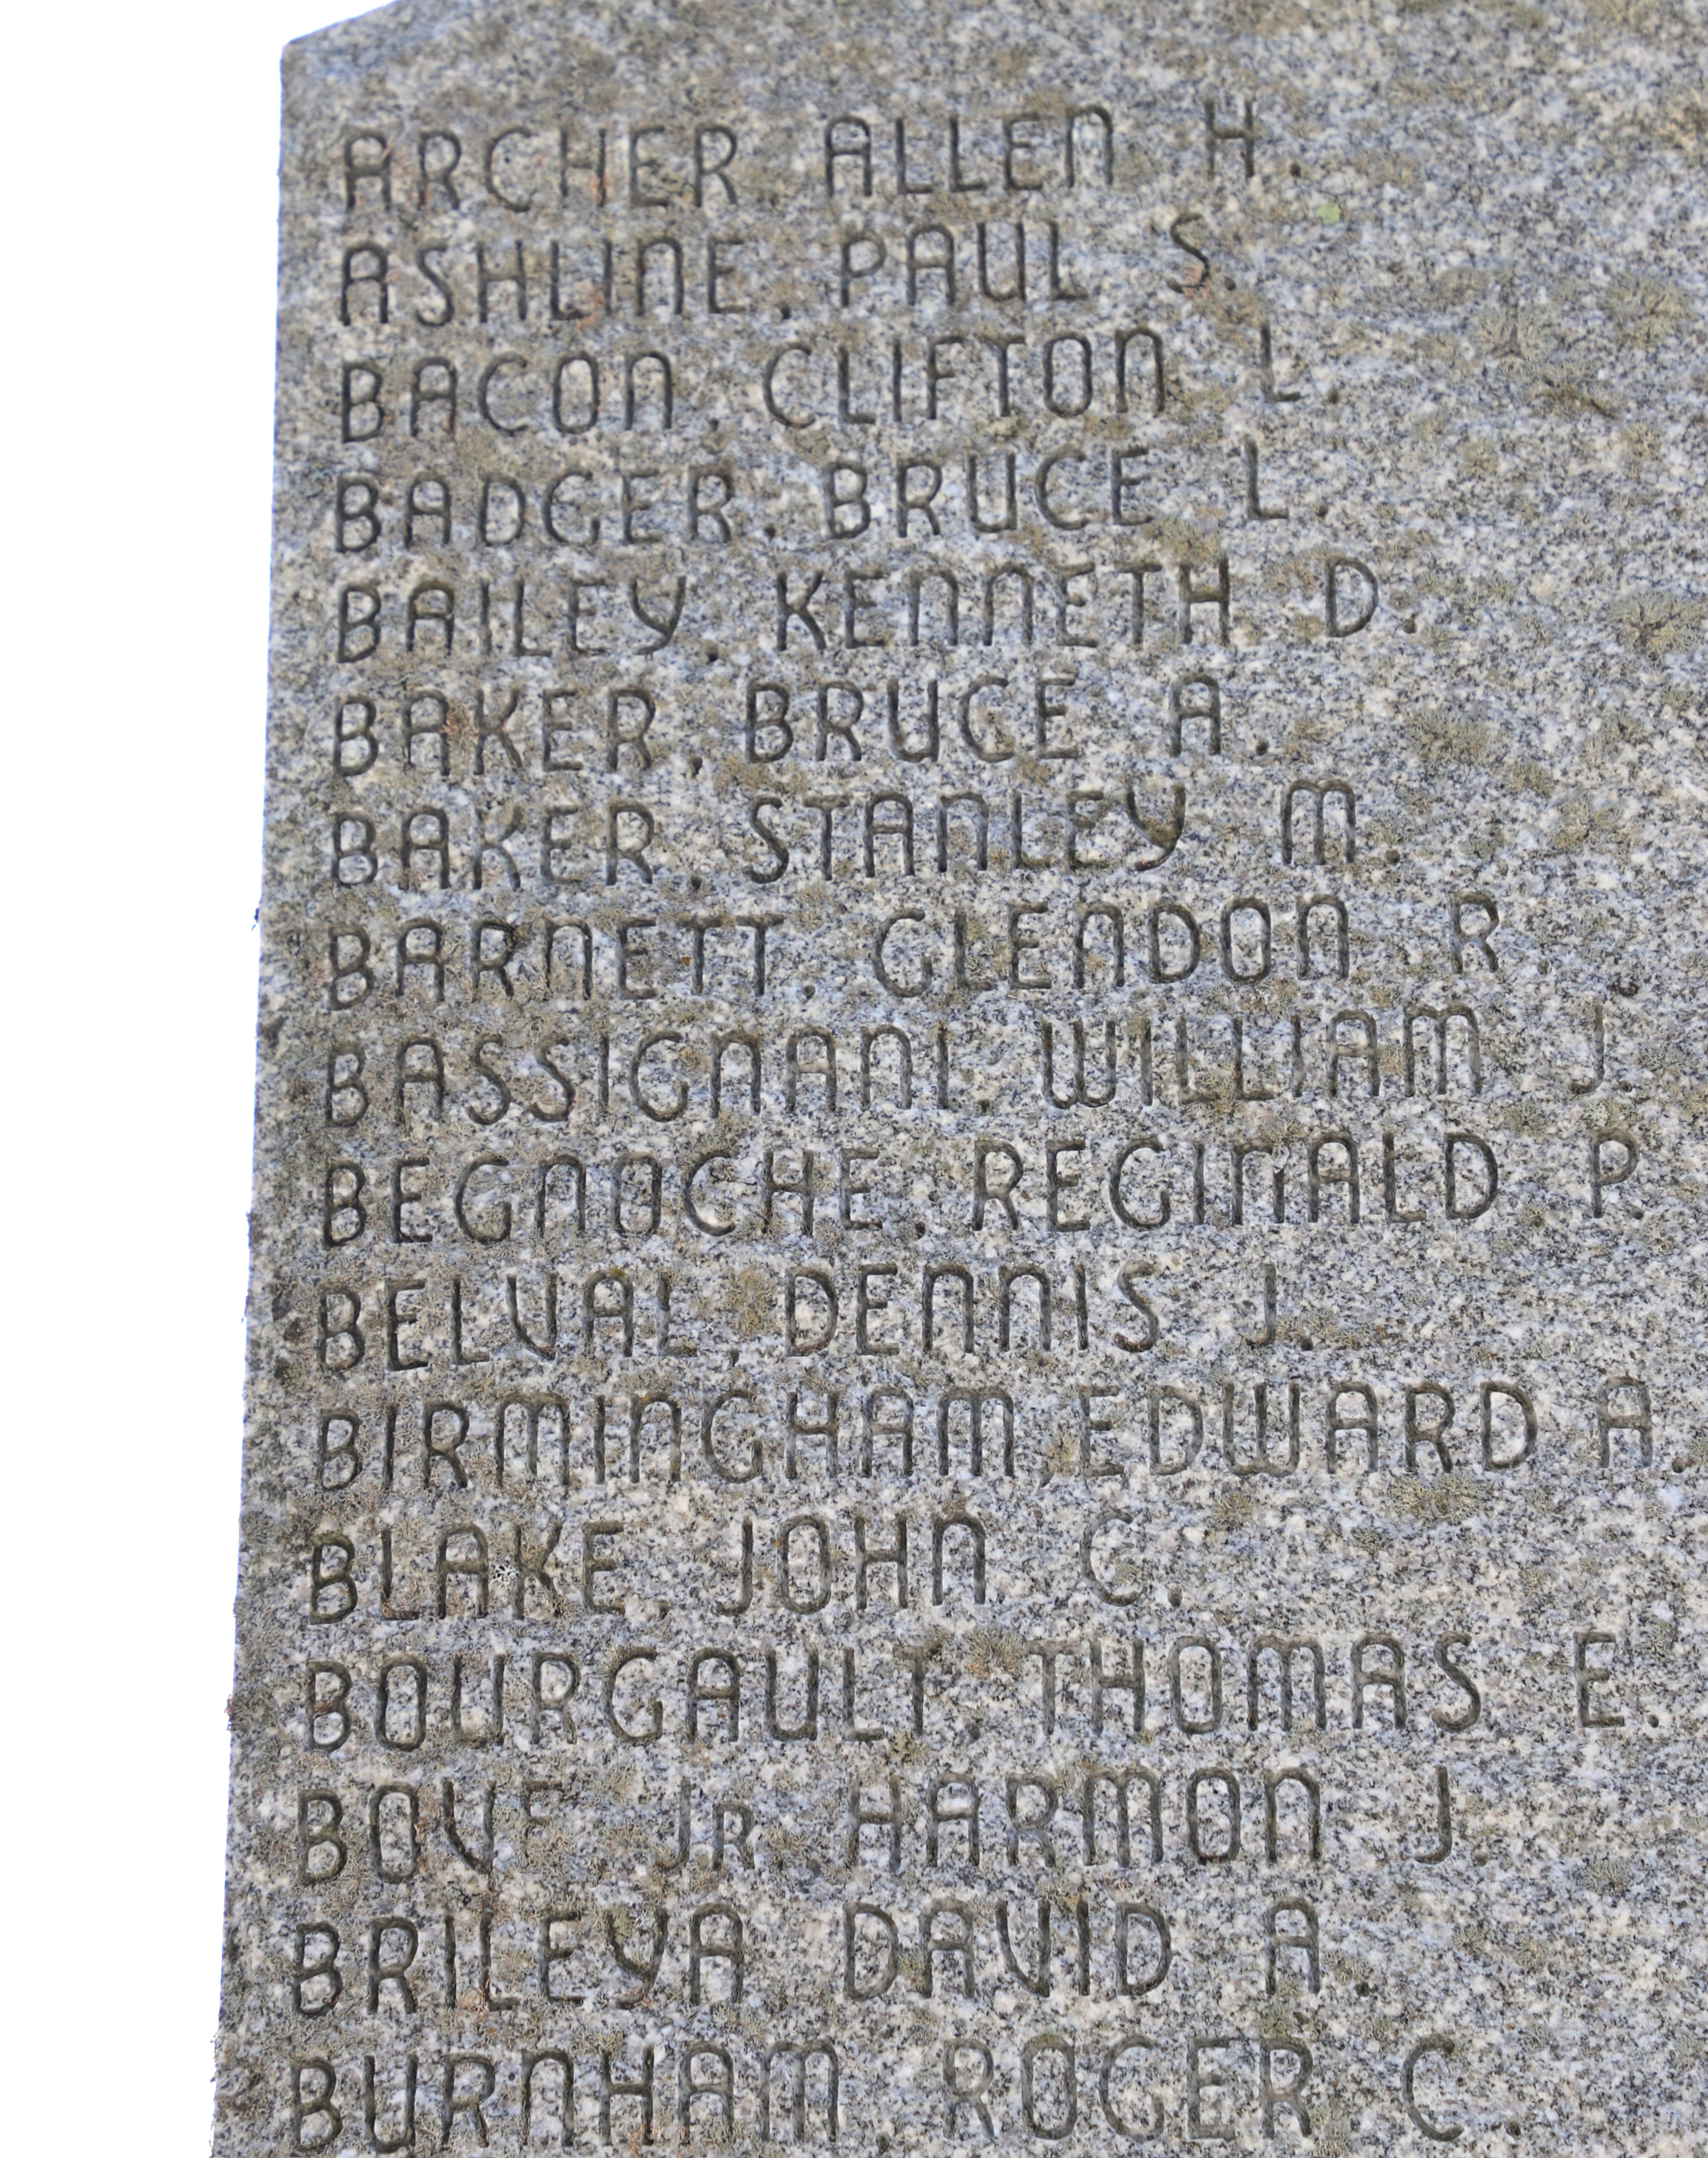 ARCHER ALLEN H.
ASHLINE, PAUL S.
BACON, CLIFTON L.
BADGER, BRUCE L.
BAILEY, KENNETH D.
BAKER, BRUCE A.
BAKER, STANLEY M.
BARNETT, GLENDON R.
BASSIGNANI, WILLIAM J.
BEGNOCHE, REGINALD P.
BELVAL, DENNIS J.
BIRMINGHAM, EDWARD A.
BLAKE, JOHN C.
BOURGAULT, THOMAS E.
BOVE JR., HARMON J.
BRILEYA DAVID A.
BURNHAM, ROGER C.